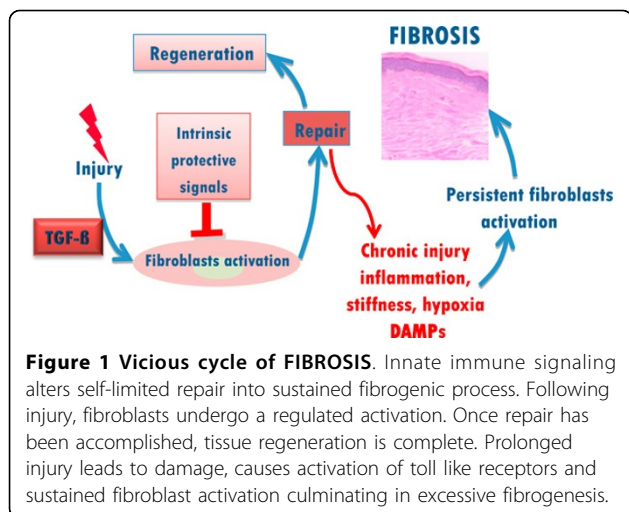 FIBROSIS
Regeneration
Repair
Intrinsic
protective
signals
Injury
TGF-ß
Fibroblasts activation
Persistent fibroblasts
activation
Chronic injury
inflammation,
stiffness, hypoxia
DAMPs
Figure 1 Vicious cycle of FIBROSIS. Innate immune signaling
alters self-limited repair into sustained fibrogenic process. Following
injury, fibroblasts undergo a regulated activation. Once repair has
been accomplished, tissue regeneration is complete. Prolonged
injury leads to damage, causes activation of toll like receptors and
sustained fibroblast activation culminating in excessive fibrogenesis.